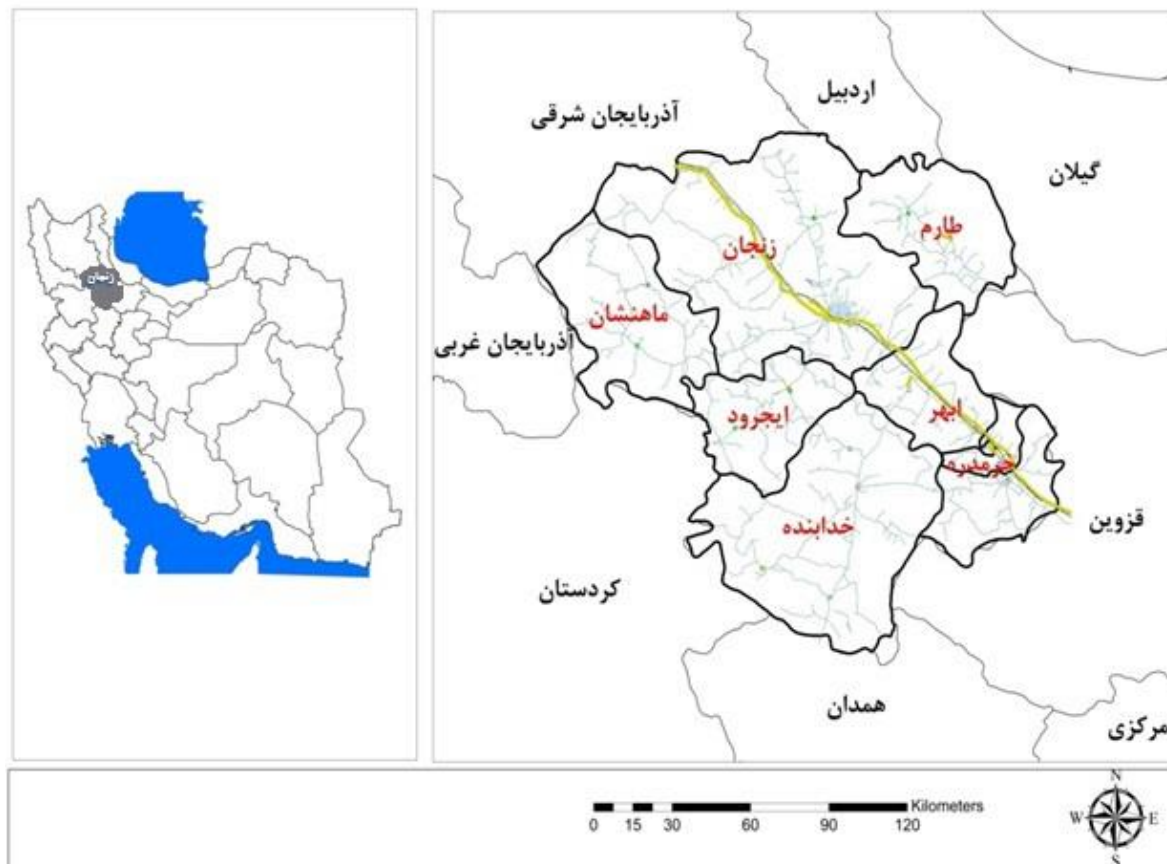 زنجان
اردبیل
آذربایجان شرقی
گیلان
طارم
زنجان
ماهنشان
آذربایجان غربی
ایجرود
ابهر
خرمدره
خدابنده
قزوین
کردستان
همدان
مرکزی
Kilometers
0 15 30 60 90 120
N
W E
S